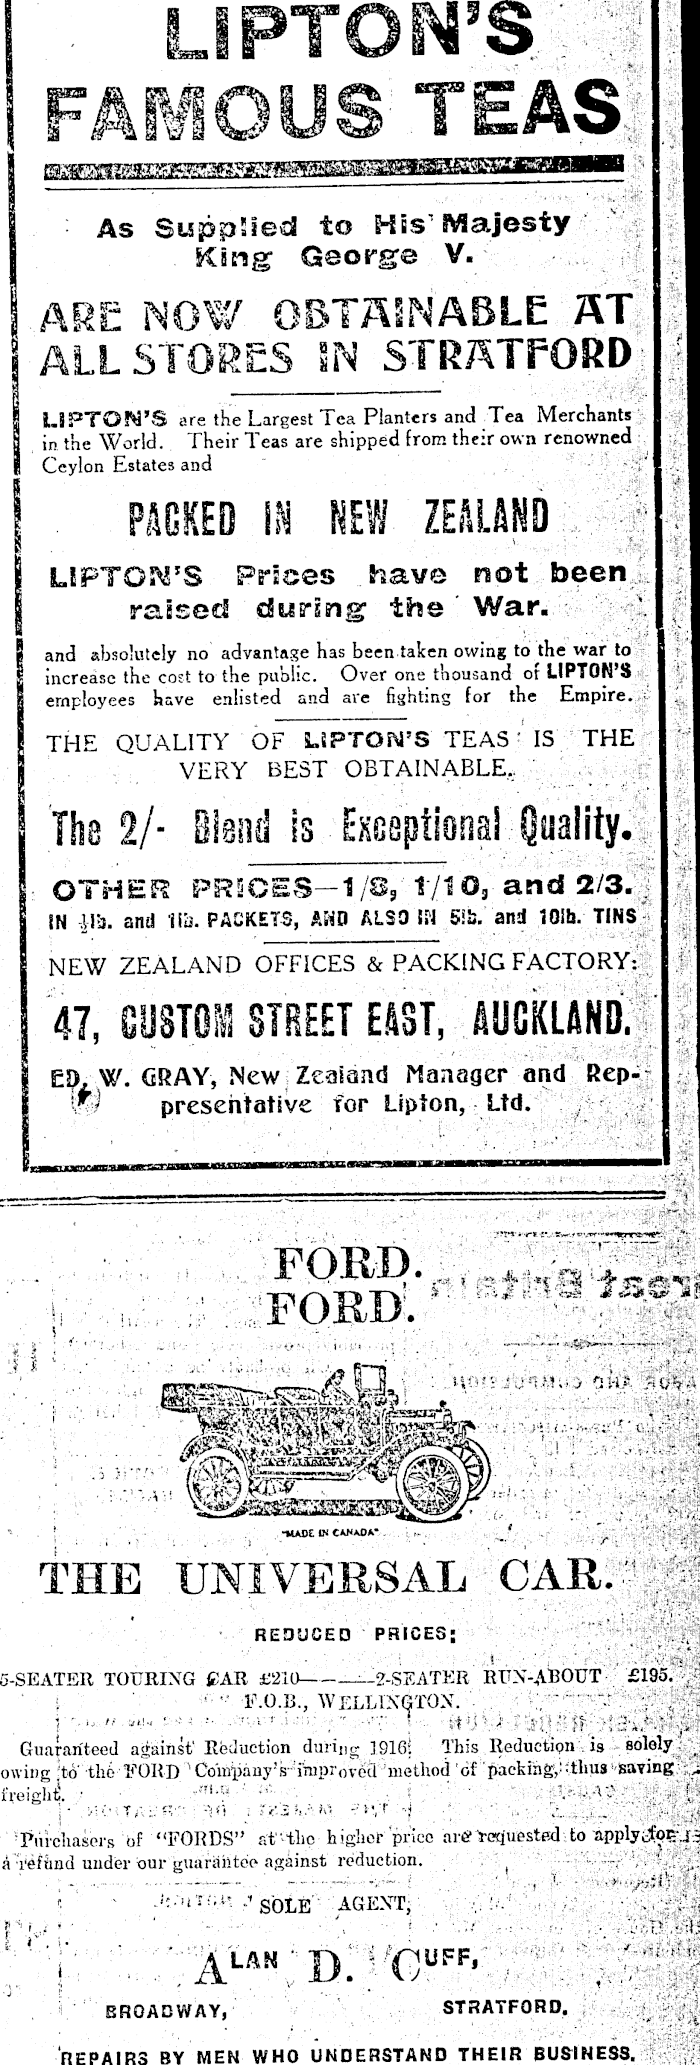 LIPTON'S
FAMOUS TEAS
As Supplied to His Majesty
King George V.
ARE NOW OBTAINABLE AT
ALL STORES IN STRATFORD
LIPTON'S are the Largest Tea Planters and Tea Merchants
in the World. Their Teas are shipped from their own renowned
Ceylon Estates and
PACKED IN NEW ZEALAND
LIPTON'S Prices have not been
raised during the War.
and absolutely no advantage has been taken owing to the war to
increase the cost to the public. Over one thousand of LIPTON'S
employees have enlisted and are fighting for the Empire.
THE QUALITY OF LIPTON'S TEAS IS THE
VERY BEST OBTAINABLE.
The 2/- Blend is Exceptional Quality.
OTHER PRICES—1/8, 1/10, and 2/3.
IN ½lb. and 1lb. PACKETS, AND ALSO IN 5lb. and 10lb. TINS
NEW ZEALAND OFFICES & PACKING FACTORY:
47, CUSTOM STREET EAST, AUCKLAND.
ED. W. GRAY, New Zealand Manager and Rep-
presentative for Lipton, Ltd.
FORD.
FORD.
"MADE IN CANADA"
THE UNIVERSAL CAR.
REDUCED PRICES:
5-SEATER TOURING CAR £210———2-SEATER RUN-ABOUT £195.
F.O.B., WELLINGTON.
Guaranteed against Reduction during 1916. This Reduction is solely
owing to the FORD Company's improved method of packing, thus saving
freight.
Purchasers of "FORDS" at the higher price are requested to apply for
a refund under our guarantee against reduction.
SOLE AGENT,
ALAN D. CUFF,
BROADWAY, STRATFORD.
REPAIRS BY MEN WHO UNDERSTAND THEIR BUSINESS.